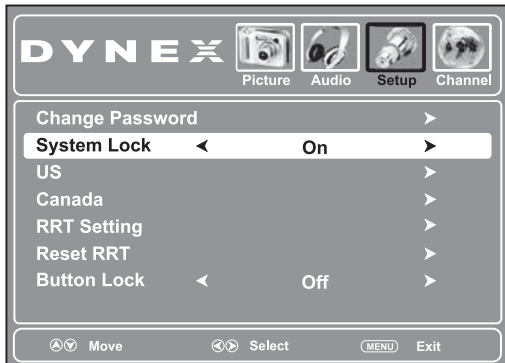 DYNEX
Picture Audio Setup Channel
Change Password
System Lock On
US
Canada
RRT Setting
Reset RRT
Button Lock Off
Move Select MENU Exit